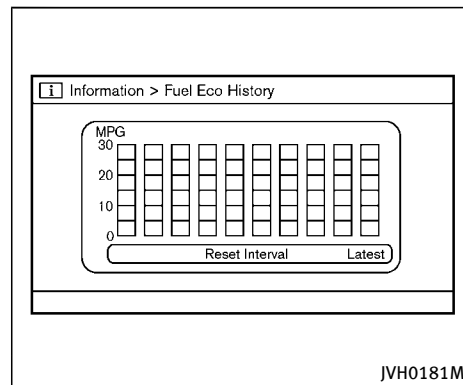 i Information > Fuel Eco History
MPG
30
20
10
0
Reset Interval Latest
JVH0181M